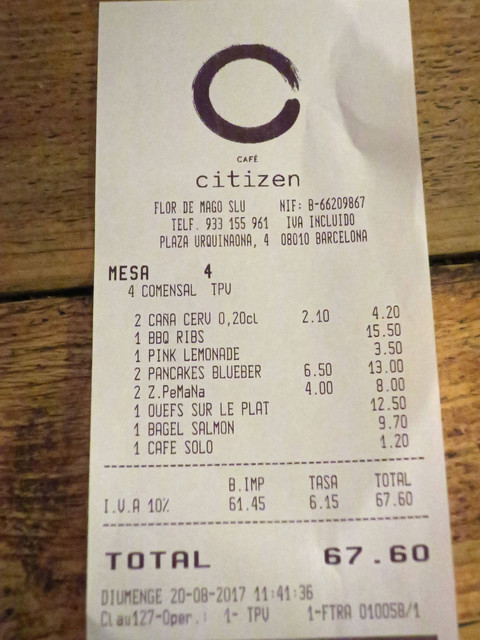 CAFÉ
citizen
FLOR DE MAGO SLU NIF: B-66209867
TELF. 933 155 961 IVA INCLUIDO
PLAZA URQUINAONA, 4 08010 BARCELONA
MESA 4
4 COMENSAL TPV
2 CAÑA CERV 0,20cl 2.10 4.20
1 BBQ RIBS 15.50
1 PINK LEMONADE 3.50
2 PANCAKES BLUEBER 6.50 13.00
2 Z.PeMaNa 4.00 8.00
1 OUEFS SUR LE PLAT 12.50
1 BAGEL SALMON 9.70
1 CAFE SOLO 1.20
B.IMP TASA TOTAL
I.V.A 10% 61.45 6.15 67.60
TOTAL 67.60
DIUMENGE 20-08-2017 11:41:36
Clau127-Oper.: 1- TPV 1-FTRA 010058/1